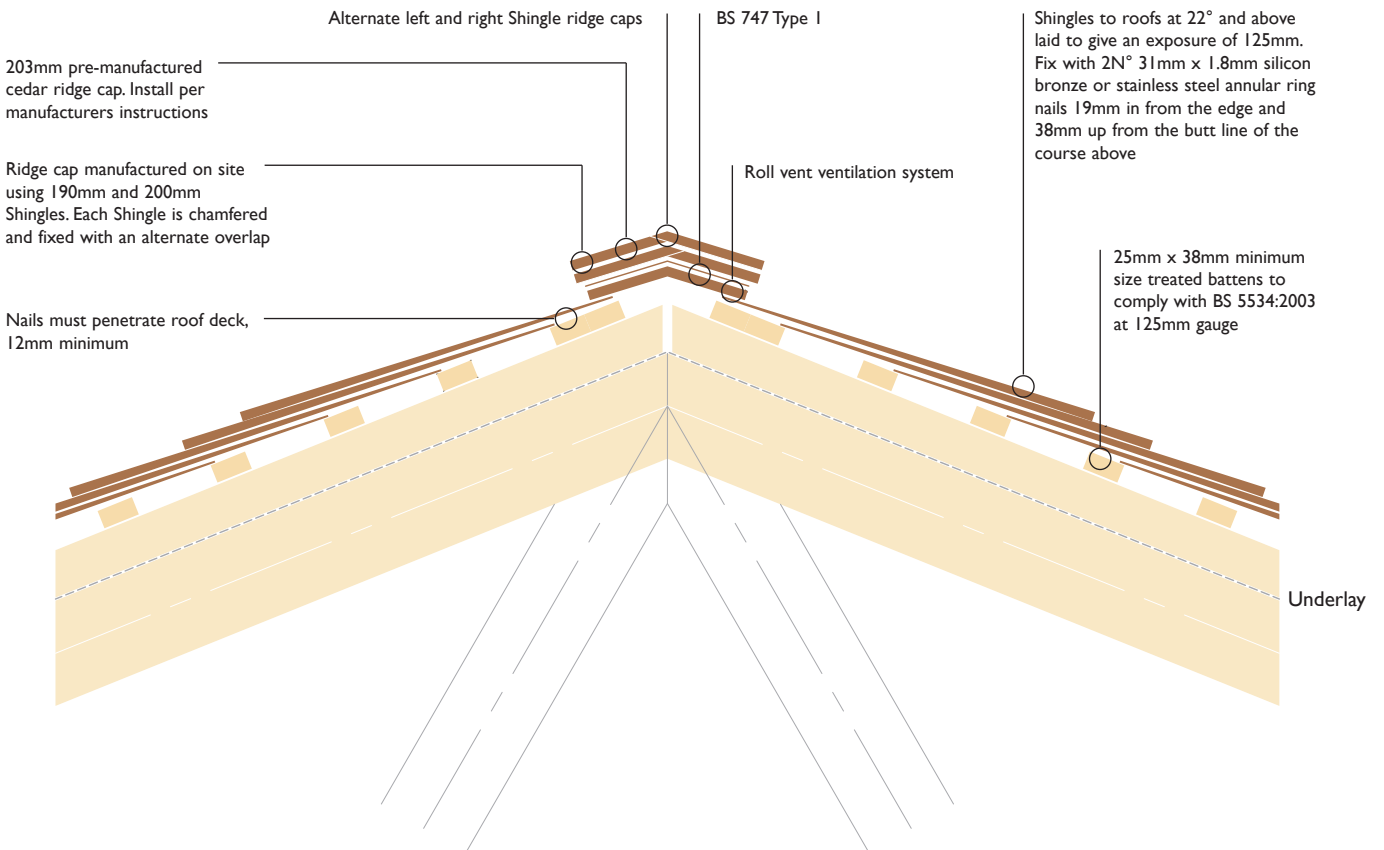 Alternate left and right Shingle ridge caps
BS 747 Type 1
Shingles to roofs at 22° and above
laid to give an exposure of 125mm.
Fix with 2N° 31mm x 1.8mm silicon
bronze or stainless steel annular ring
nails 19mm in from the edge and
38mm up from the butt line of the
course above
203mm pre-manufactured
cedar ridge cap. Install per
manufacturers instructions
Ridge cap manufactured on site
using 190mm and 200mm
Shingles. Each Shingle is chamfered
and fixed with an alternate overlap
Roll vent ventilation system
25mm x 38mm minimum
size treated battens to
comply with BS 5534:2003
at 125mm gauge
Nails must penetrate roof deck,
12mm minimum
Underlay